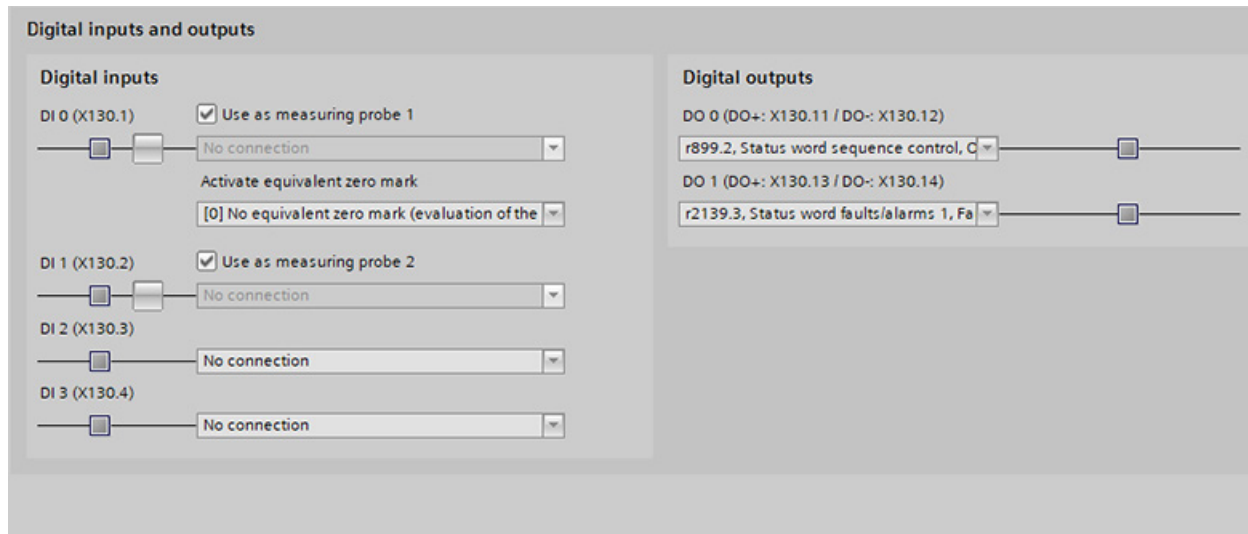 Digital inputs and outputs
Digital inputs
DI 0 (X130.1)
Use as measuring probe 1
No connection
Activate equivalent zero mark
[0] No equivalent zero mark (evaluation of the
DI 1 (X130.2)
Use as measuring probe 2
No connection
DI 2 (X130.3)
No connection
DI 3 (X130.4)
No connection
Digital outputs
DO 0 (DO+: X130.11 / DO-: X130.12)
r899.2, Status word sequence control, O
DO 1 (DO+: X130.13 / DO-: X130.14)
r2139.3, Status word faults/alarms 1, Fa